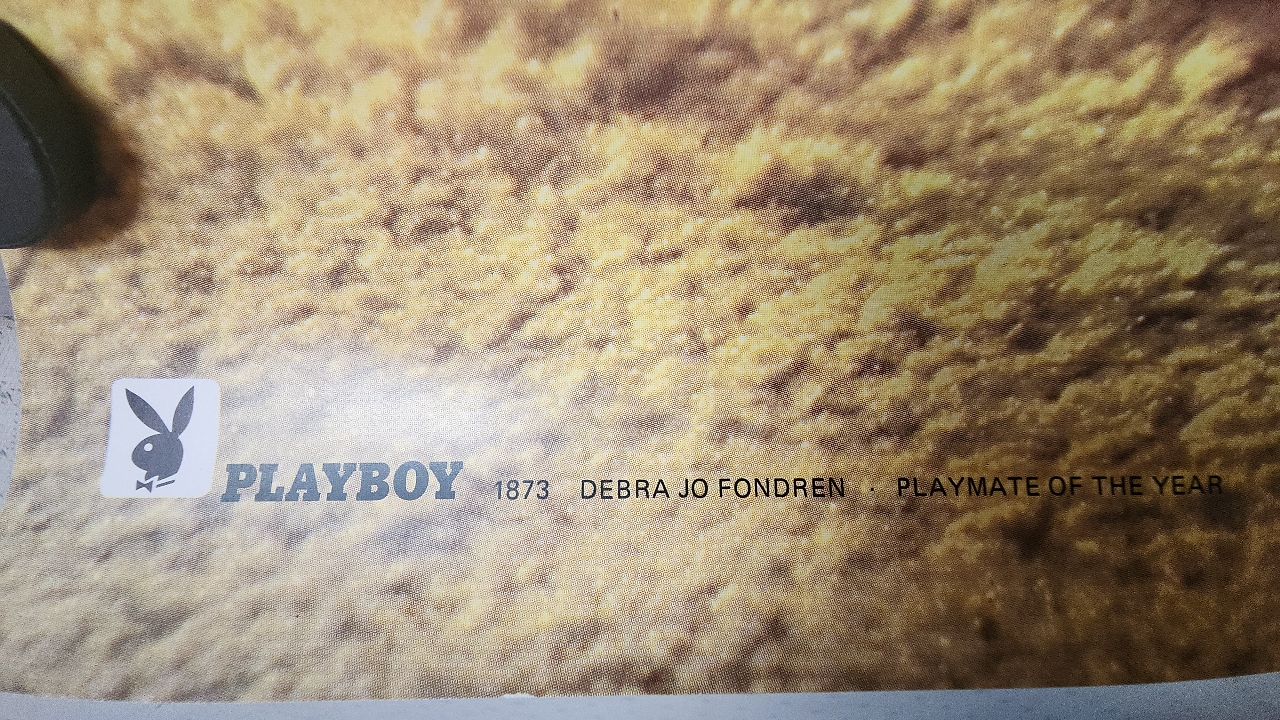 PLAYBOY 1873 DEBRA JO FONDREN · PLAYMATE OF THE YEAR